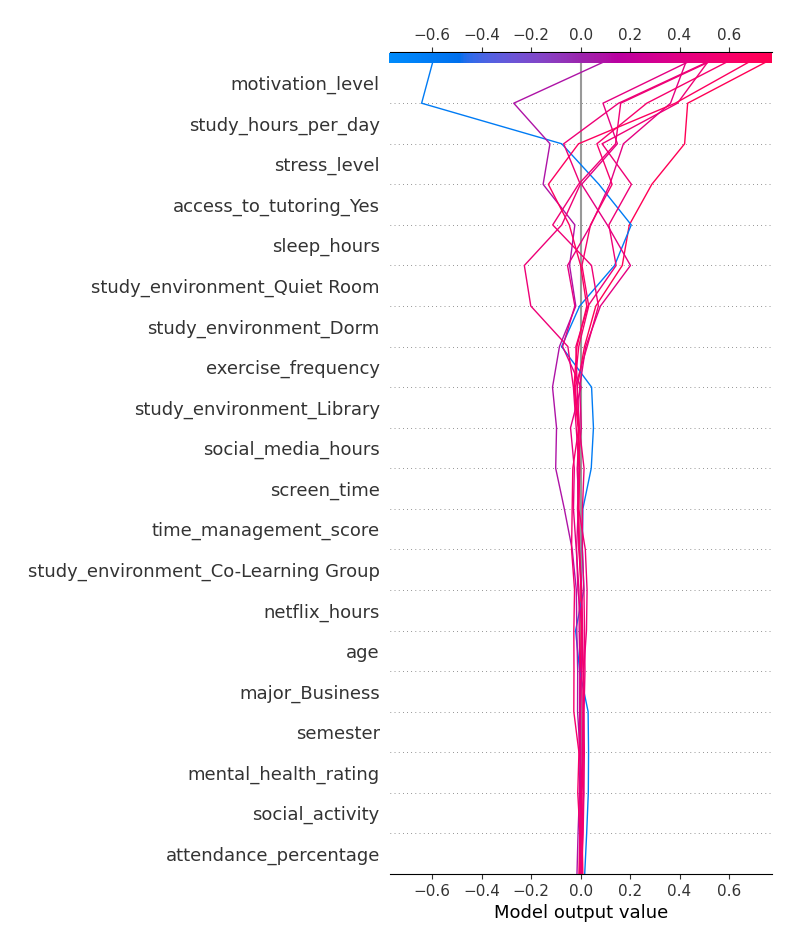 −0.6 −0.4 −0.2 0.0 0.2 0.4 0.6
motivation_level
study_hours_per_day
stress_level
access_to_tutoring_Yes
sleep_hours
study_environment_Quiet Room
study_environment_Dorm
exercise_frequency
study_environment_Library
social_media_hours
screen_time
time_management_score
study_environment_Co-Learning Group
netflix_hours
age
major_Business
semester
mental_health_rating
social_activity
attendance_percentage
−0.6 −0.4 −0.2 0.0 0.2 0.4 0.6
Model output value